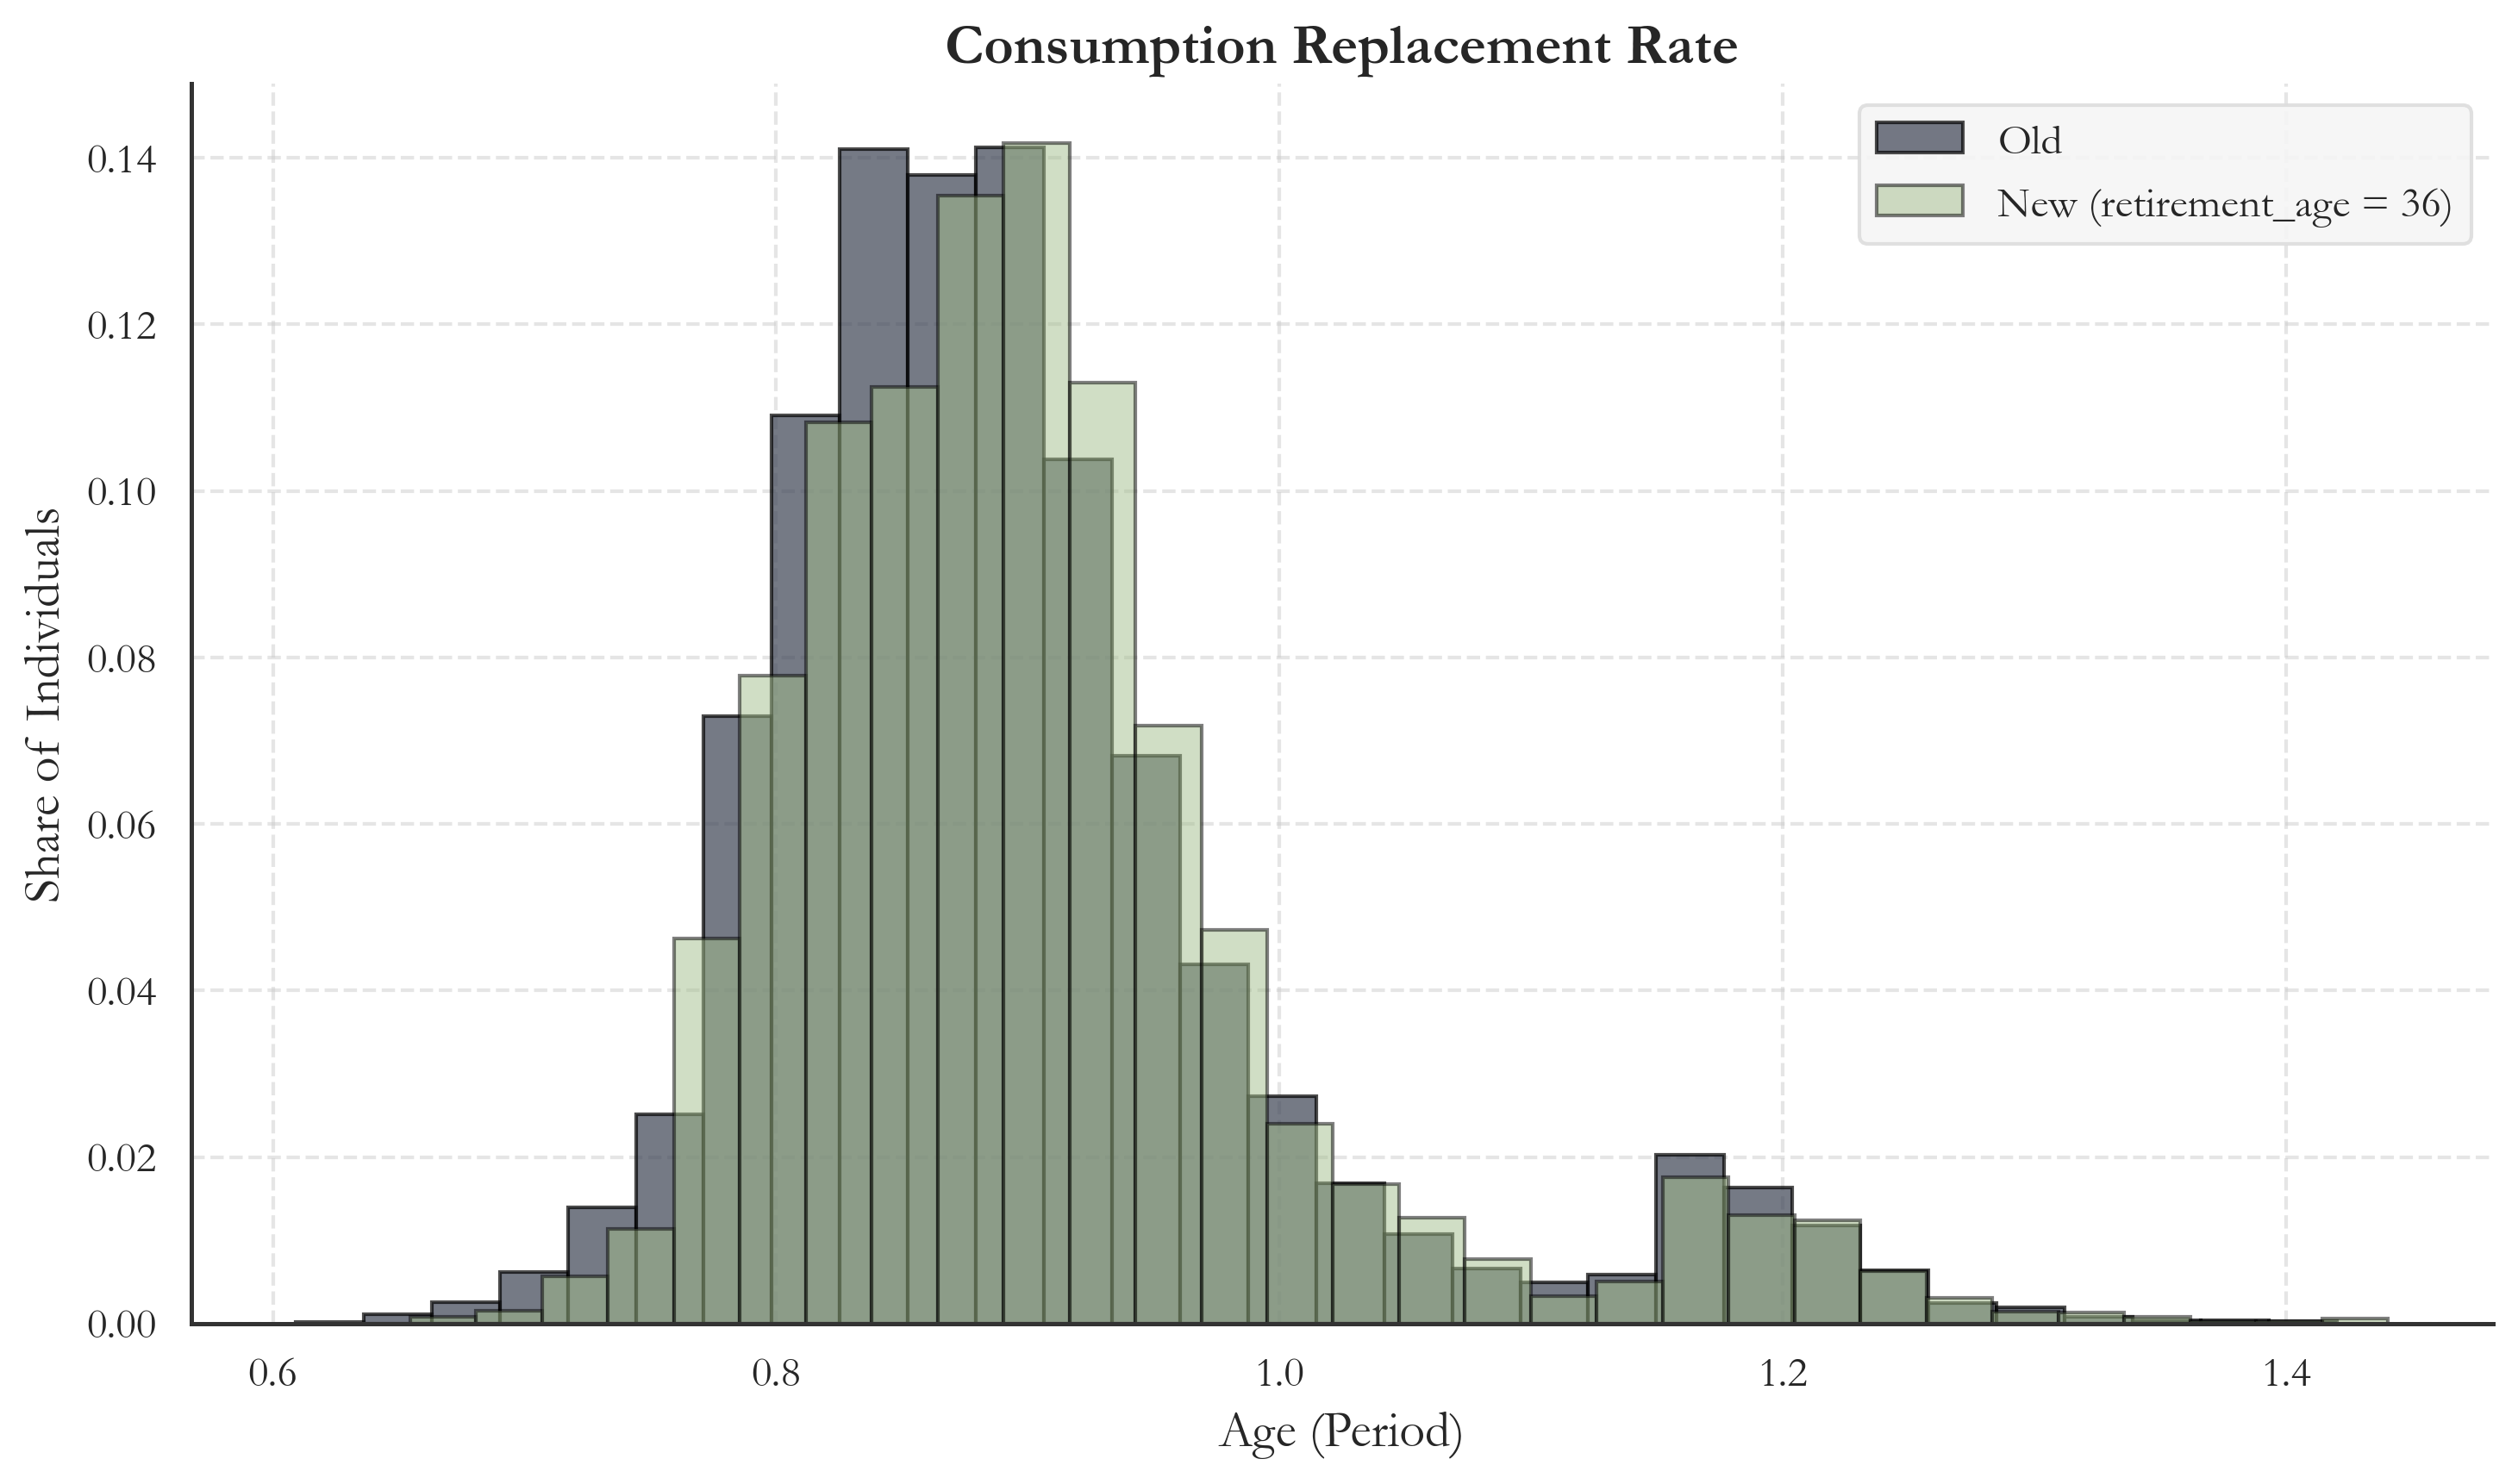 Consumption Replacement Rate
Old
New (retirement_age = 36)
0.14
0.12
0.10
0.08
0.06
0.04
0.02
0.00
Share of Individuals
0.6 0.8 1.0 1.2 1.4
Age (Period)